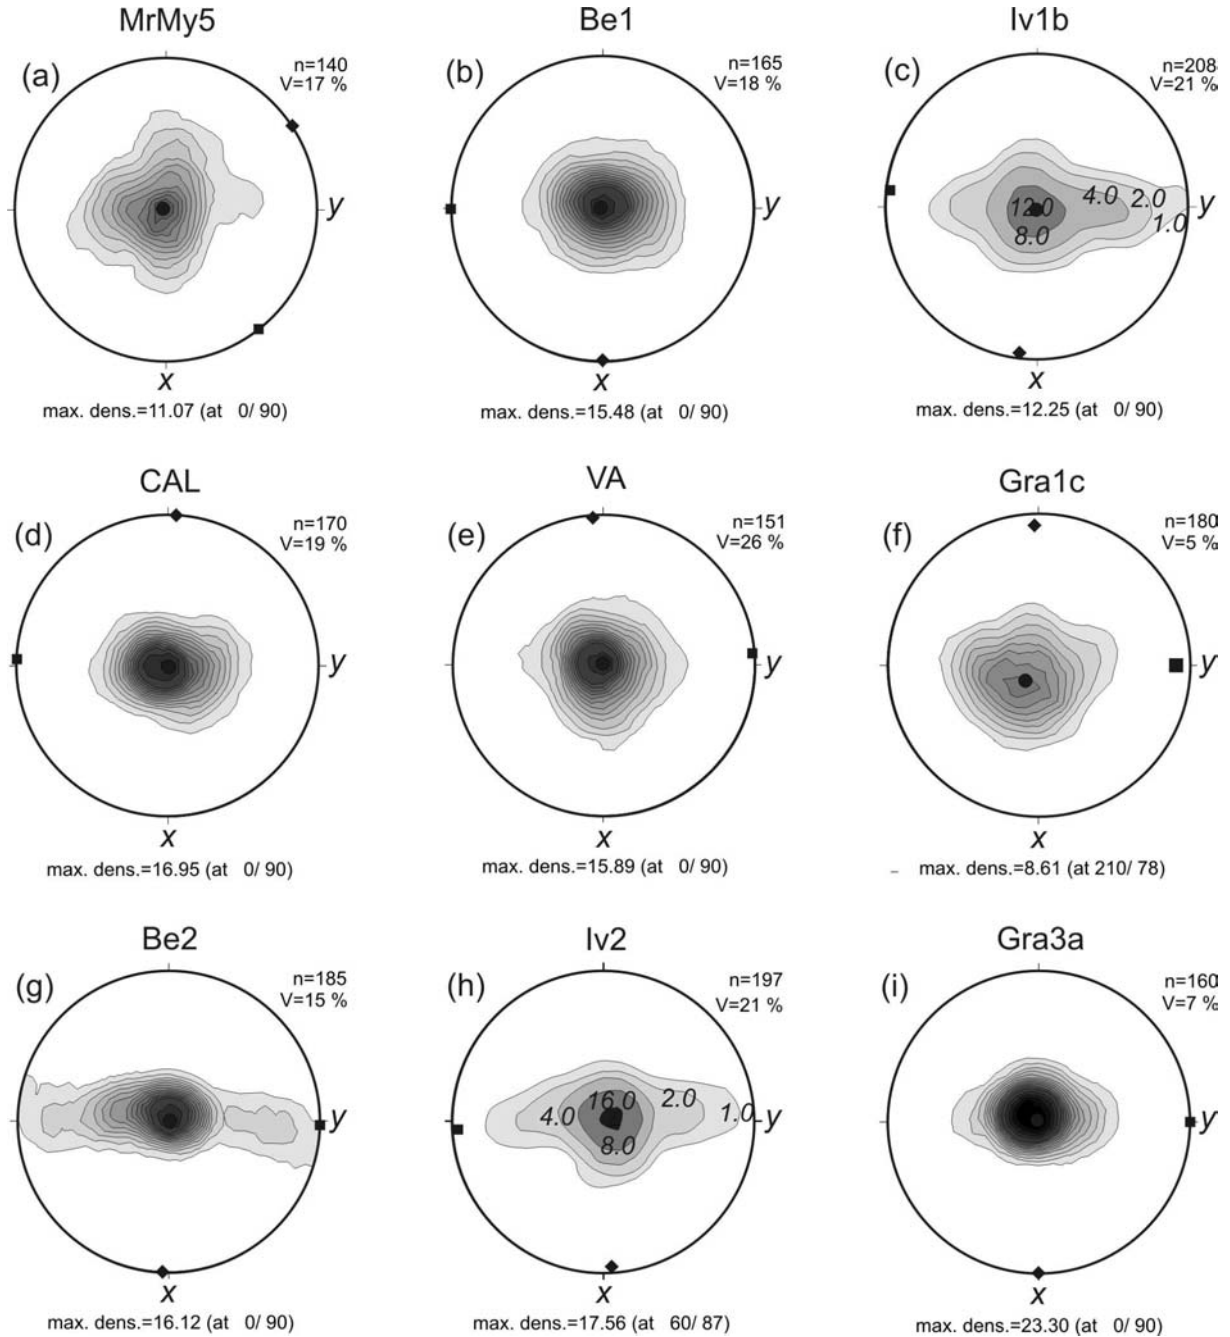 MrMy5
(a)
n=140
V=17 %
y
x
max. dens.=11.07 (at 0/ 90)
Be1
(b)
n=165
V=18 %
y
x
max. dens.=15.48 (at 0/ 90)
Iv1b
(c)
n=208
V=21 %
12.0
8.0
4.0
2.0
1.0
y
x
max. dens.=12.25 (at 0/ 90)
CAL
(d)
n=170
V=19 %
y
x
max. dens.=16.95 (at 0/ 90)
VA
(e)
n=151
V=26 %
y
x
max. dens.=15.89 (at 0/ 90)
Gra1c
(f)
n=180
V=5 %
y
x
max. dens.=8.61 (at 210/ 78)
Be2
(g)
n=185
V=15 %
y
x
max. dens.=16.12 (at 0/ 90)
Iv2
(h)
n=197
V=21 %
4.0
16.0
8.0
2.0
1.0
y
x
max. dens.=17.56 (at 60/ 87)
Gra3a
(i)
n=160
V=7 %
y
x
max. dens.=23.30 (at 0/ 90)